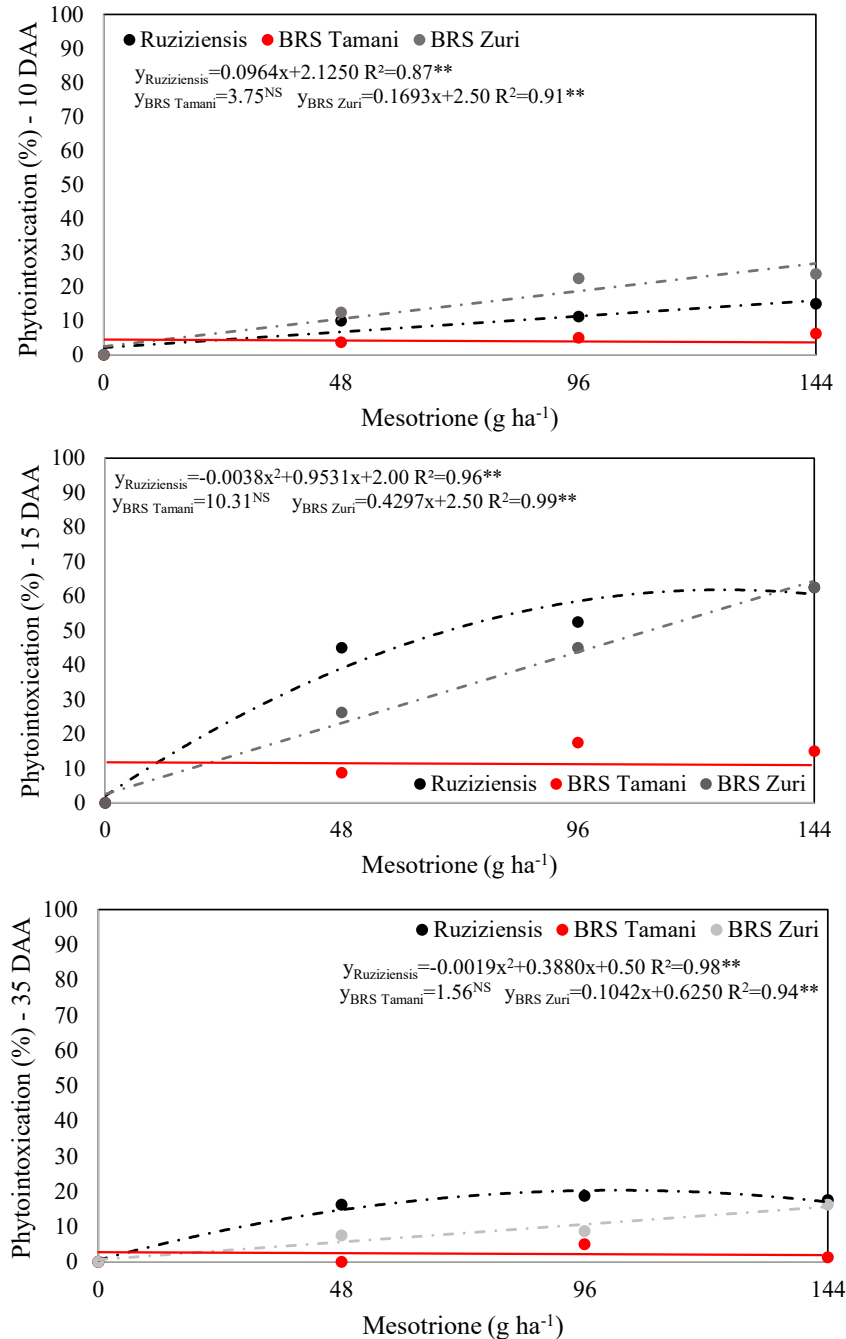 100
90
80
70
60
50
40
30
20
10
0
Phytointoxication (%) - 10 DAA
Ruziziensis BRS Tamani BRS Zuri
yRuziziensis=0.0964x+2.1250 R²=0.87**
yBRS Tamani=3.75NS yBRS Zuri=0.1693x+2.50 R²=0.91**
0 48 96 144
Mesotrione (g ha-1)
100
90
80
70
60
50
40
30
20
10
0
Phytointoxication (%) - 15 DAA
yRuziziensis=-0.0038x²+0.9531x+2.00 R²=0.96**
yBRS Tamani=10.31NS yBRS Zuri=0.4297x+2.50 R²=0.99**
Ruziziensis BRS Tamani BRS Zuri
0 48 96 144
Mesotrione (g ha-1)
100
90
80
70
60
50
40
30
20
10
0
Phytointoxication (%) - 35 DAA
Ruziziensis BRS Tamani BRS Zuri
yRuziziensis=-0.0019x²+0.3880x+0.50 R²=0.98**
yBRS Tamani=1.56NS yBRS Zuri=0.1042x+0.6250 R²=0.94**
0 48 96 144
Mesotrione (g ha-1)